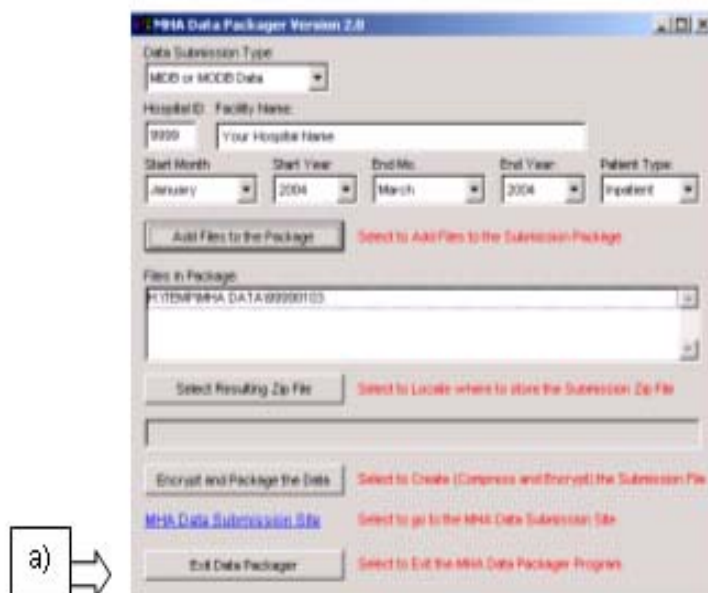 MHA Data Packager Version 2.0
Data Submission Type
MIDB or MODB Data
Hospital ID Facility Name:
9999 Your Hospital Name
Start Month Start Year End Mo. End Year Patient Type
January 2004 March 2004 Inpatient
Add Files to the Package Select to Add Files to the Submission Package
Files in Package:
H:\TEMP\MHA DATA\99990103
Select Resulting Zip File Select to Locate where to store the Submission Zip File
Encrypt and Package the Data Select to Create (Compress and Encrypt) the Submission File
MHA Data Submission Site Select to go to the MHA Data Submission Site
a) Exit Data Packager Select to Exit the MHA Data Packager Program